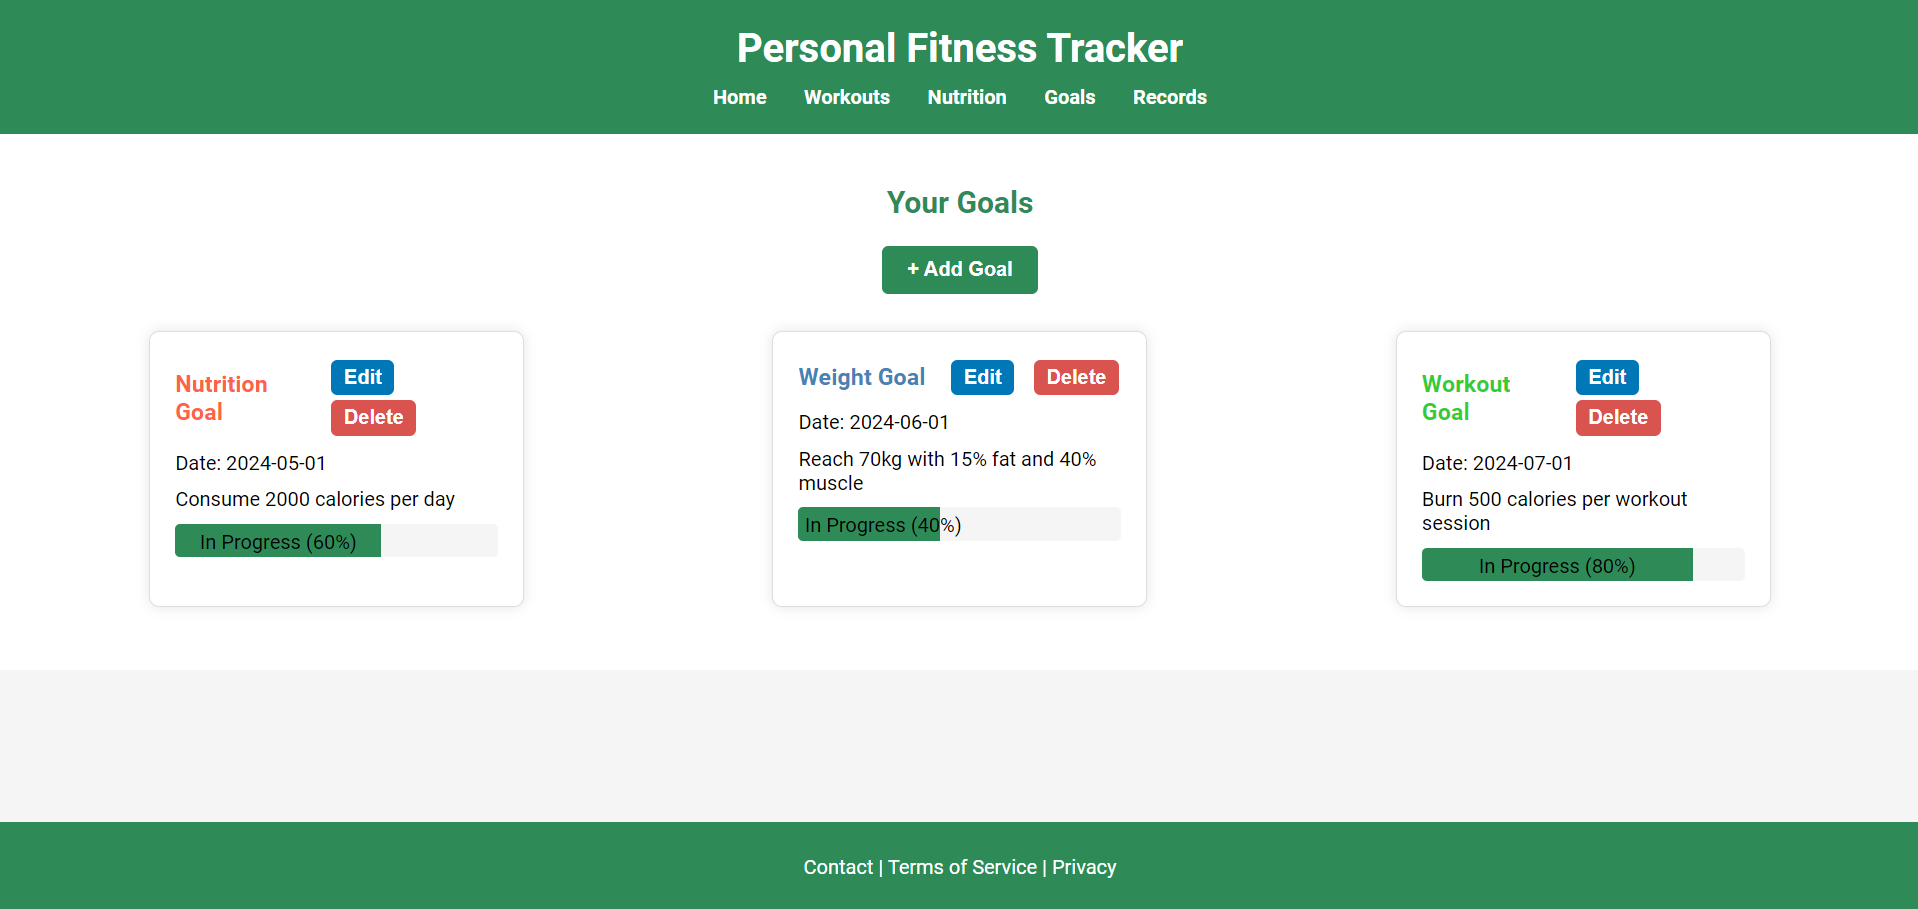 Personal Fitness Tracker
Home Workouts Nutrition Goals Records
Your Goals
+ Add Goal
Nutrition
Goal
Edit
Delete
Date: 2024-05-01
Consume 2000 calories per day
In Progress (60%)
Weight Goal Edit Delete
Date: 2024-06-01
Reach 70kg with 15% fat and 40%
muscle
In Progress (40%)
Workout
Goal
Edit
Delete
Date: 2024-07-01
Burn 500 calories per workout
session
In Progress (80%)
Contact | Terms of Service | Privacy